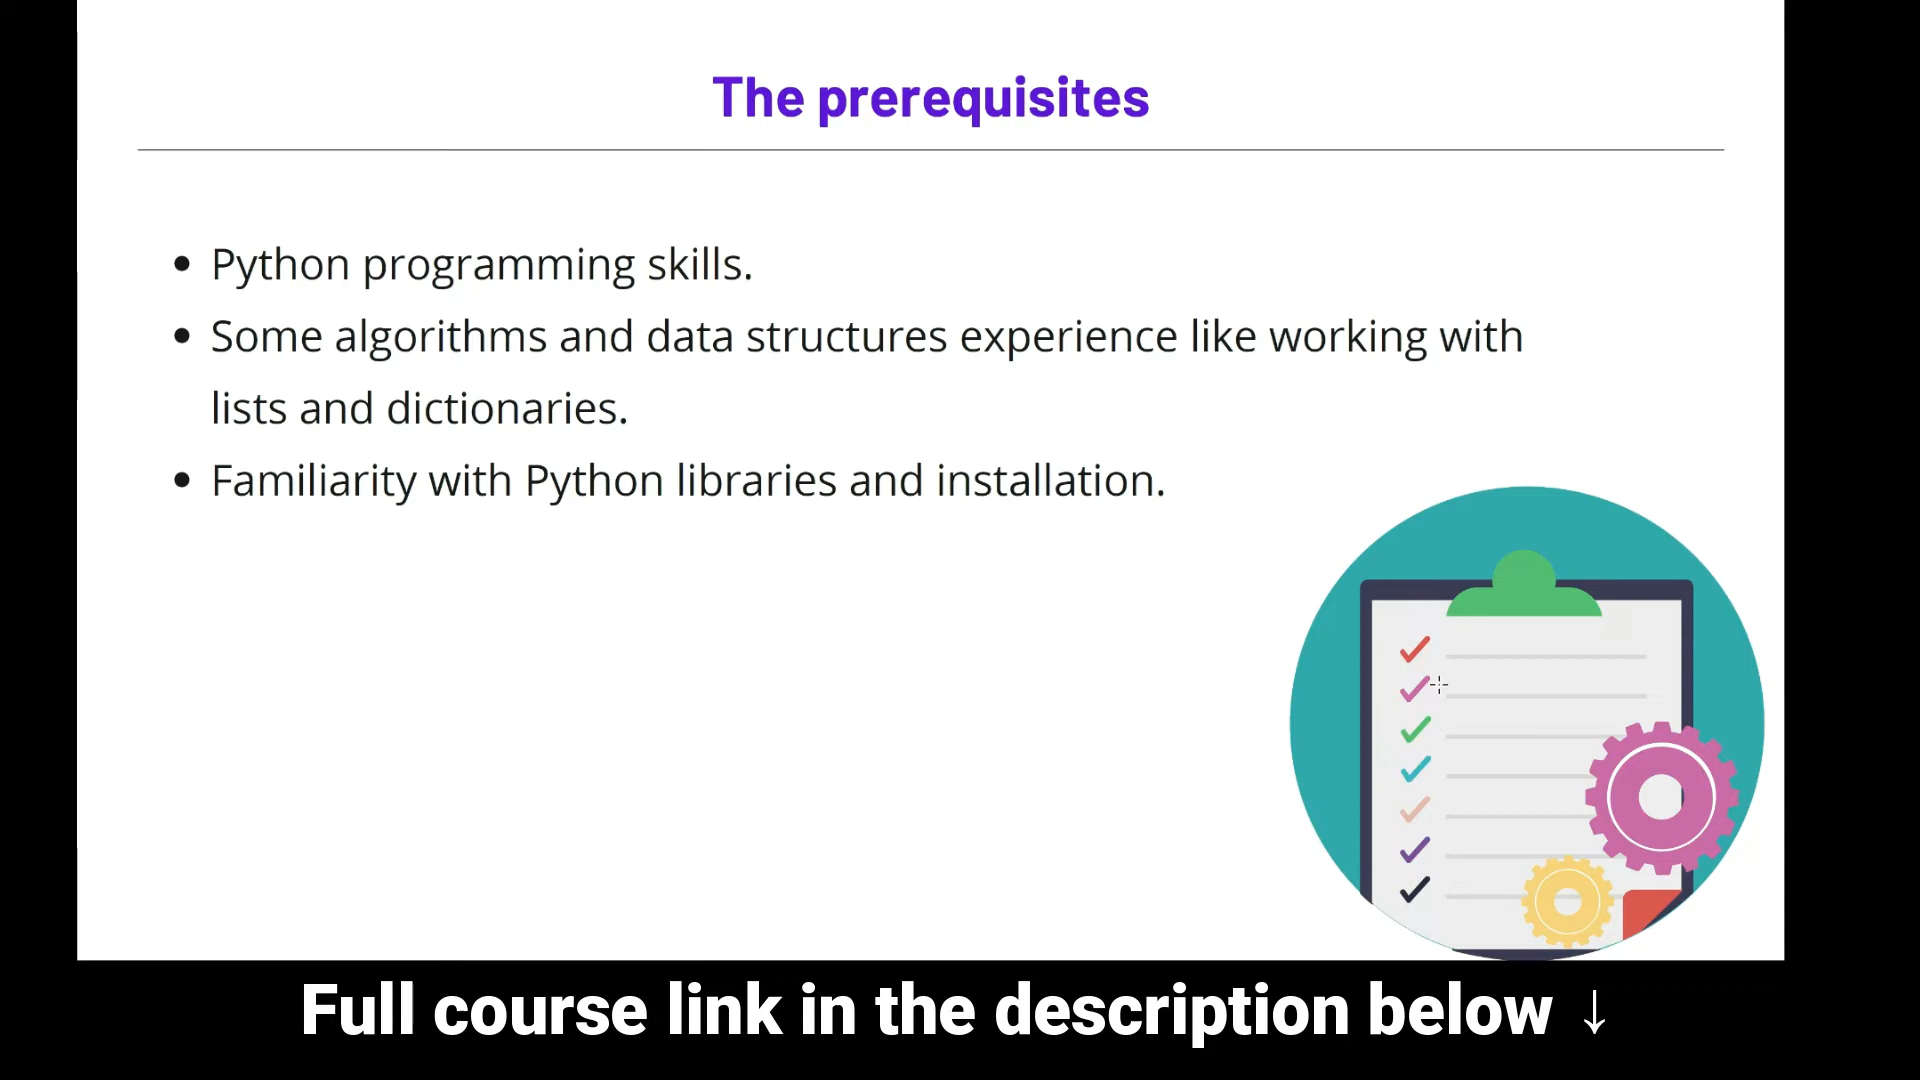 The prerequisites
• Python programming skills.
• Some algorithms and data structures experience like working with
lists and dictionaries.
• Familiarity with Python libraries and installation.
Full course link in the description below ↓